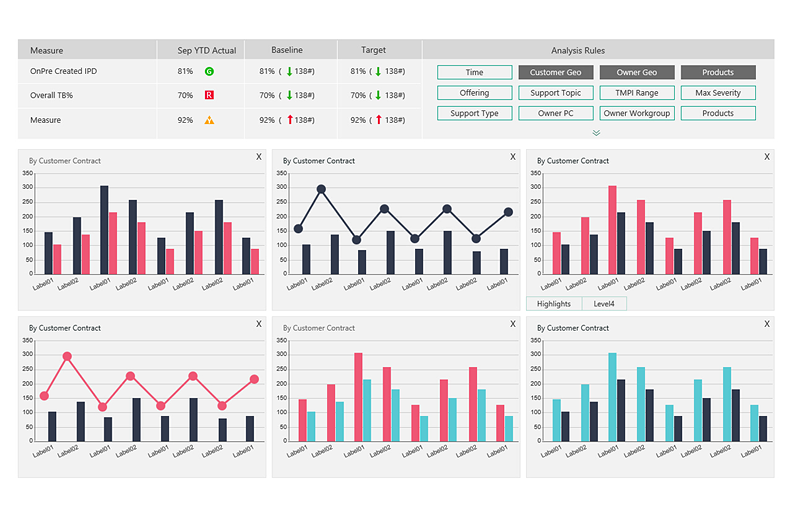 Measure Sep YTD Actual Baseline Target Analysis Rules
OnPre Created IPD 81% G 81% ( 138#) 81% ( 138#)
Time Customer Geo Owner Geo Products
Overall TB% 70% R 70% ( 138#) 70% ( 138#)
Offering Support Topic TMPI Range Max Severity
Measure 92% 92% ( 138#) 92% ( 138#)
Support Type Owner PC Owner Workgroup Products
By Customer Contract X
350
300
250
200
150
100
50
0
Label01 Label02 Label01 Label02 Label01 Label02 Label02 Label01
By Customer Contract X
350
300
250
200
150
100
50
0
Label01 Label02 Label01 Label02 Label01 Label02 Label02 Label01
By Customer Contract X
350
300
250
200
150
100
50
0
Label01 Label02 Label01 Label02 Label01 Label02 Label02 Label01
Highlights Level4
By Customer Contract X
350
300
250
200
150
100
50
0
Label01 Label02 Label01 Label02 Label01 Label02 Label02 Label01
By Customer Contract X
350
300
250
200
150
100
50
0
Label01 Label02 Label01 Label02 Label01 Label02 Label02 Label01
By Customer Contract X
350
300
250
200
150
100
50
0
Label01 Label02 Label01 Label02 Label01 Label02 Label02 Label01